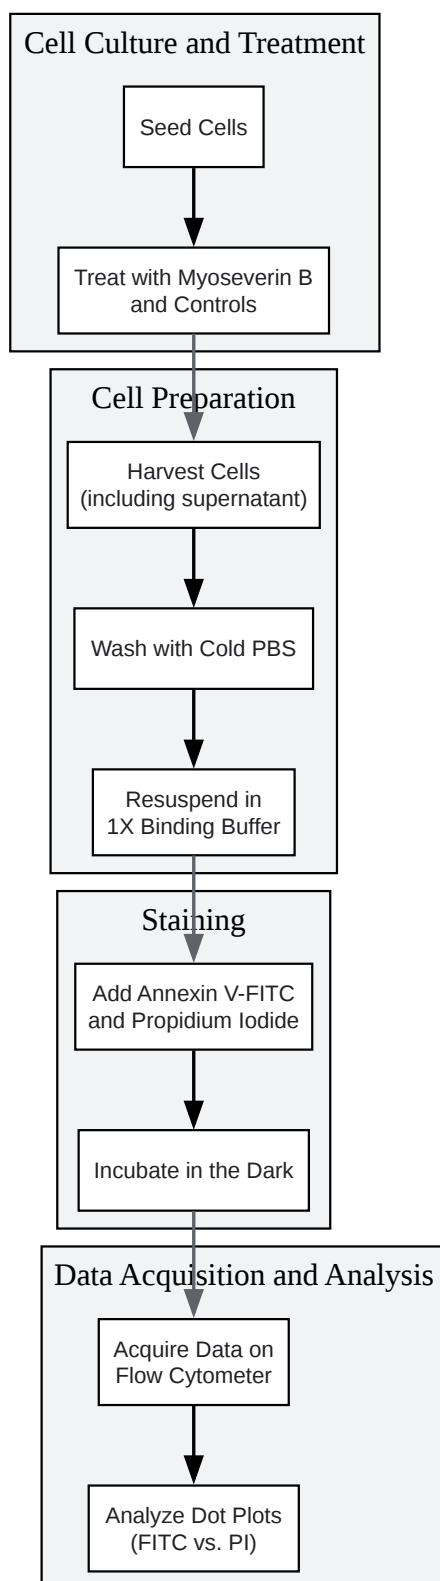 Cell Culture and Treatment
Seed Cells
Treat with Myoseverin B
and Controls
Cell Preparation
Harvest Cells
(including supernatant)
Wash with Cold PBS
Resuspend in
1X Binding Buffer
Staining
Add Annexin V-FITC
and Propidium Iodide
Incubate in the Dark
Data Acquisition and Analysis
Acquire Data on
Flow Cytometer
Analyze Dot Plots
(FITC vs. PI)